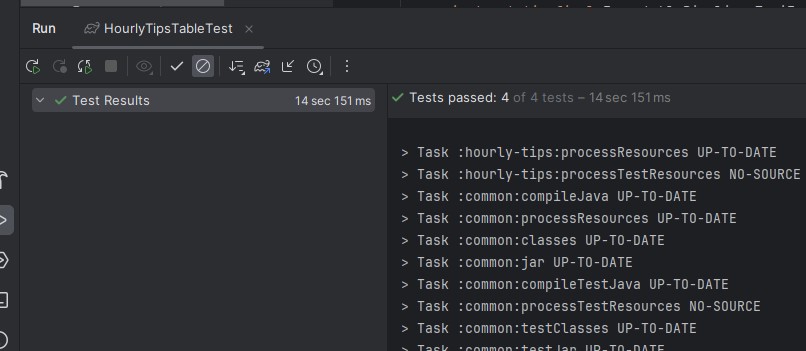 Run
HourlyTipsTableTest
Test Results
14 sec 151 ms
Tests passed: 4 of 4 tests – 14 sec 151 ms
> Task :hourly-tips:processResources UP-TO-DATE
> Task :hourly-tips:processTestResources NO-SOURCE
> Task :common:compileJava UP-TO-DATE
> Task :common:processResources UP-TO-DATE
> Task :common:classes UP-TO-DATE
> Task :common:jar UP-TO-DATE
> Task :common:compileTestJava UP-TO-DATE
> Task :common:processTestResources NO-SOURCE
> Task :common:testClasses UP-TO-DATE
> Task :common:testJar UP-TO-DATE